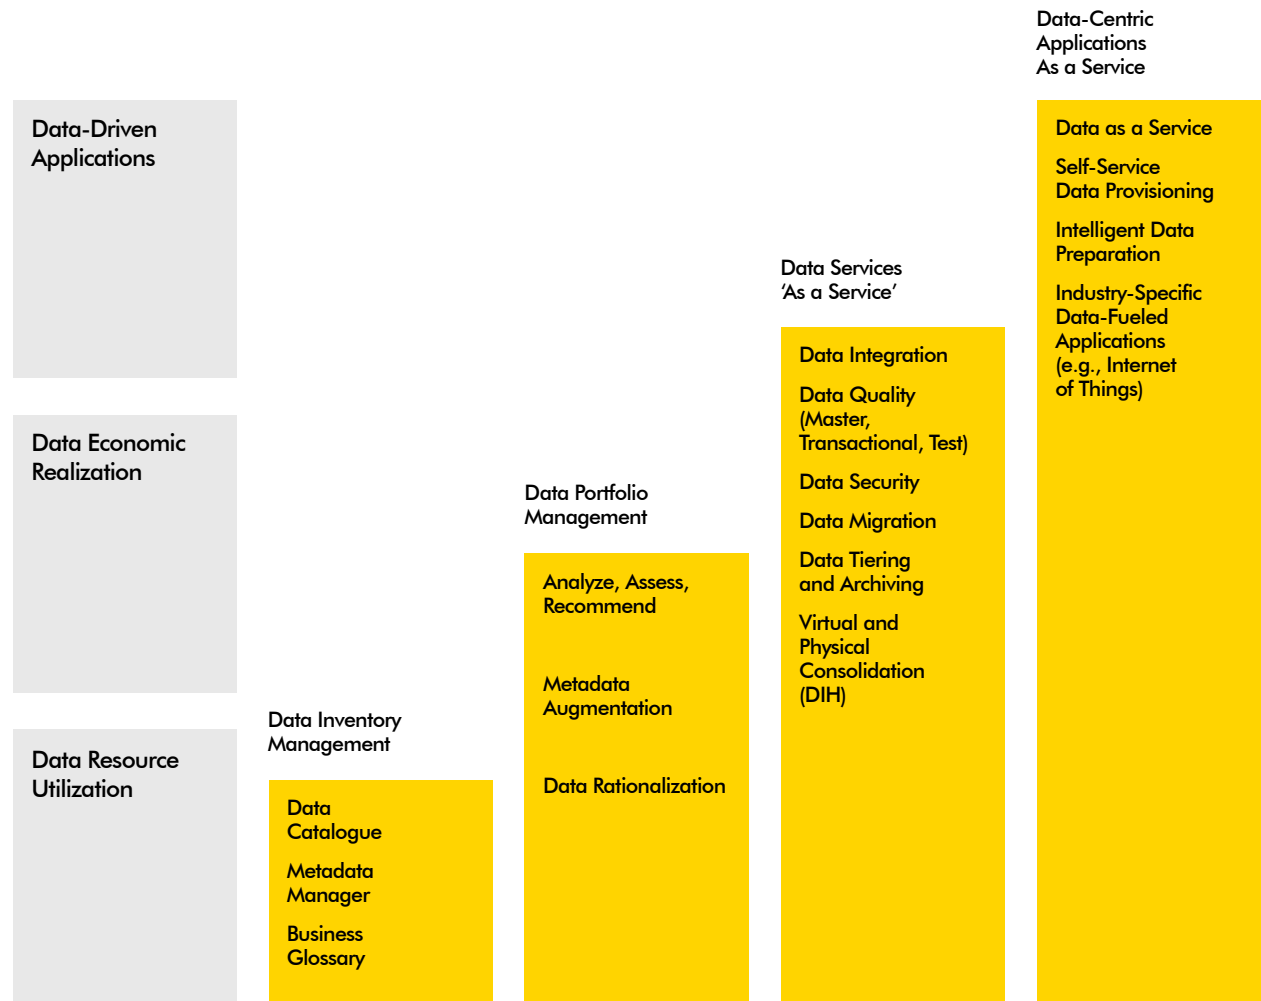 Data-Driven
Applications
Data Economic
Realization
Data Resource
Utilization
Data Inventory
Management
Data
Catalogue
Metadata
Manager
Business
Glossary
Data Portfolio
Management
Analyze, Assess,
Recommend
Metadata
Augmentation
Data Rationalization
Data Services
‘As a Service’
Data Integration
Data Quality
(Master,
Transactional, Test)
Data Security
Data Migration
Data Tiering
and Archiving
Virtual and
Physical
Consolidation
(DIH)
Data-Centric
Applications
As a Service
Data as a Service
Self-Service
Data Provisioning
Intelligent Data
Preparation
Industry-Specific
Data-Fueled
Applications
(e.g., Internet
of Things)